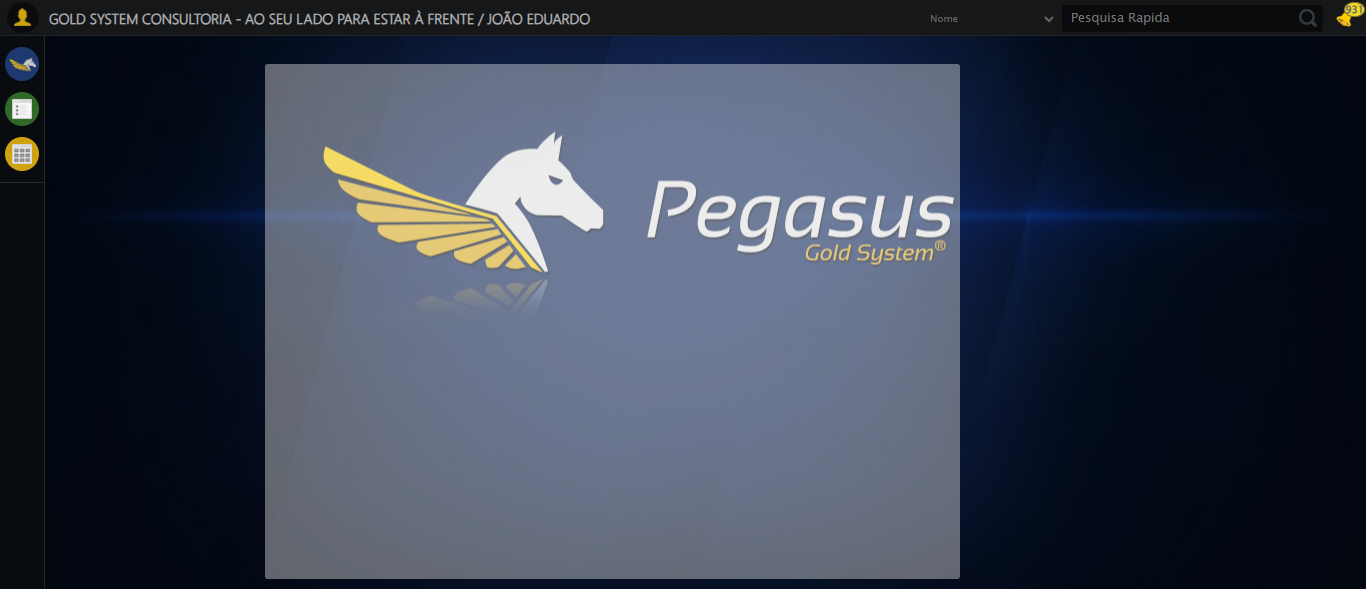 GOLD SYSTEM CONSULTORIA - AO SEU LADO PARA ESTAR À FRENTE / JOÃO EDUARDO
Nome
Pesquisa Rapida
931
Pegasus
Gold System®